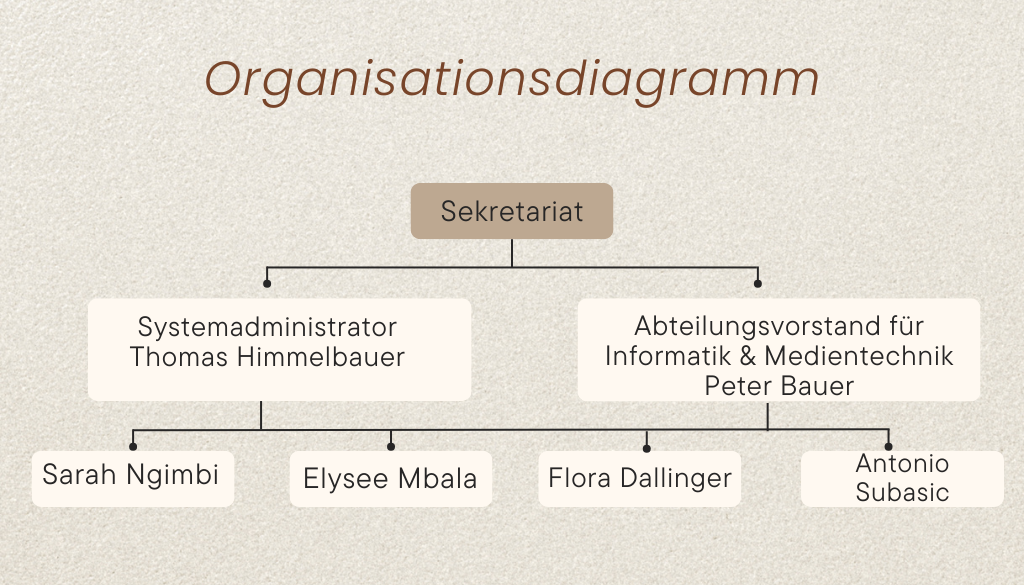 Organisationsdiagramm
Sekretariat
Systemadministrator
Thomas Himmelbauer
Abteilungsvorstand für
Informatik & Medientechnik
Peter Bauer
Sarah Ngimbi
Elysee Mbala
Flora Dallinger
Antonio
Subasic